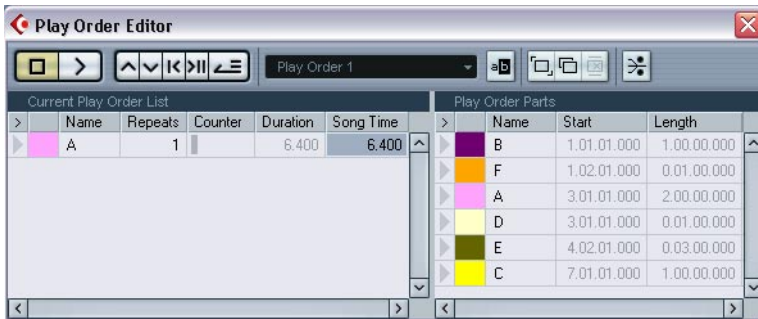 Play Order Editor
Play Order 1
ab
Current Play Order List
> Name Repeats Counter Duration Song Time
A 1 6.400 6.400
Play Order Parts
> Name Start Length
B 1.01.01.000 1.00.00.000
F 1.02.01.000 0.01.00.000
A 3.01.01.000 2.00.00.000
D 3.01.01.000 0.01.00.000
E 4.02.01.000 0.03.00.000
C 7.01.01.000 1.00.00.000